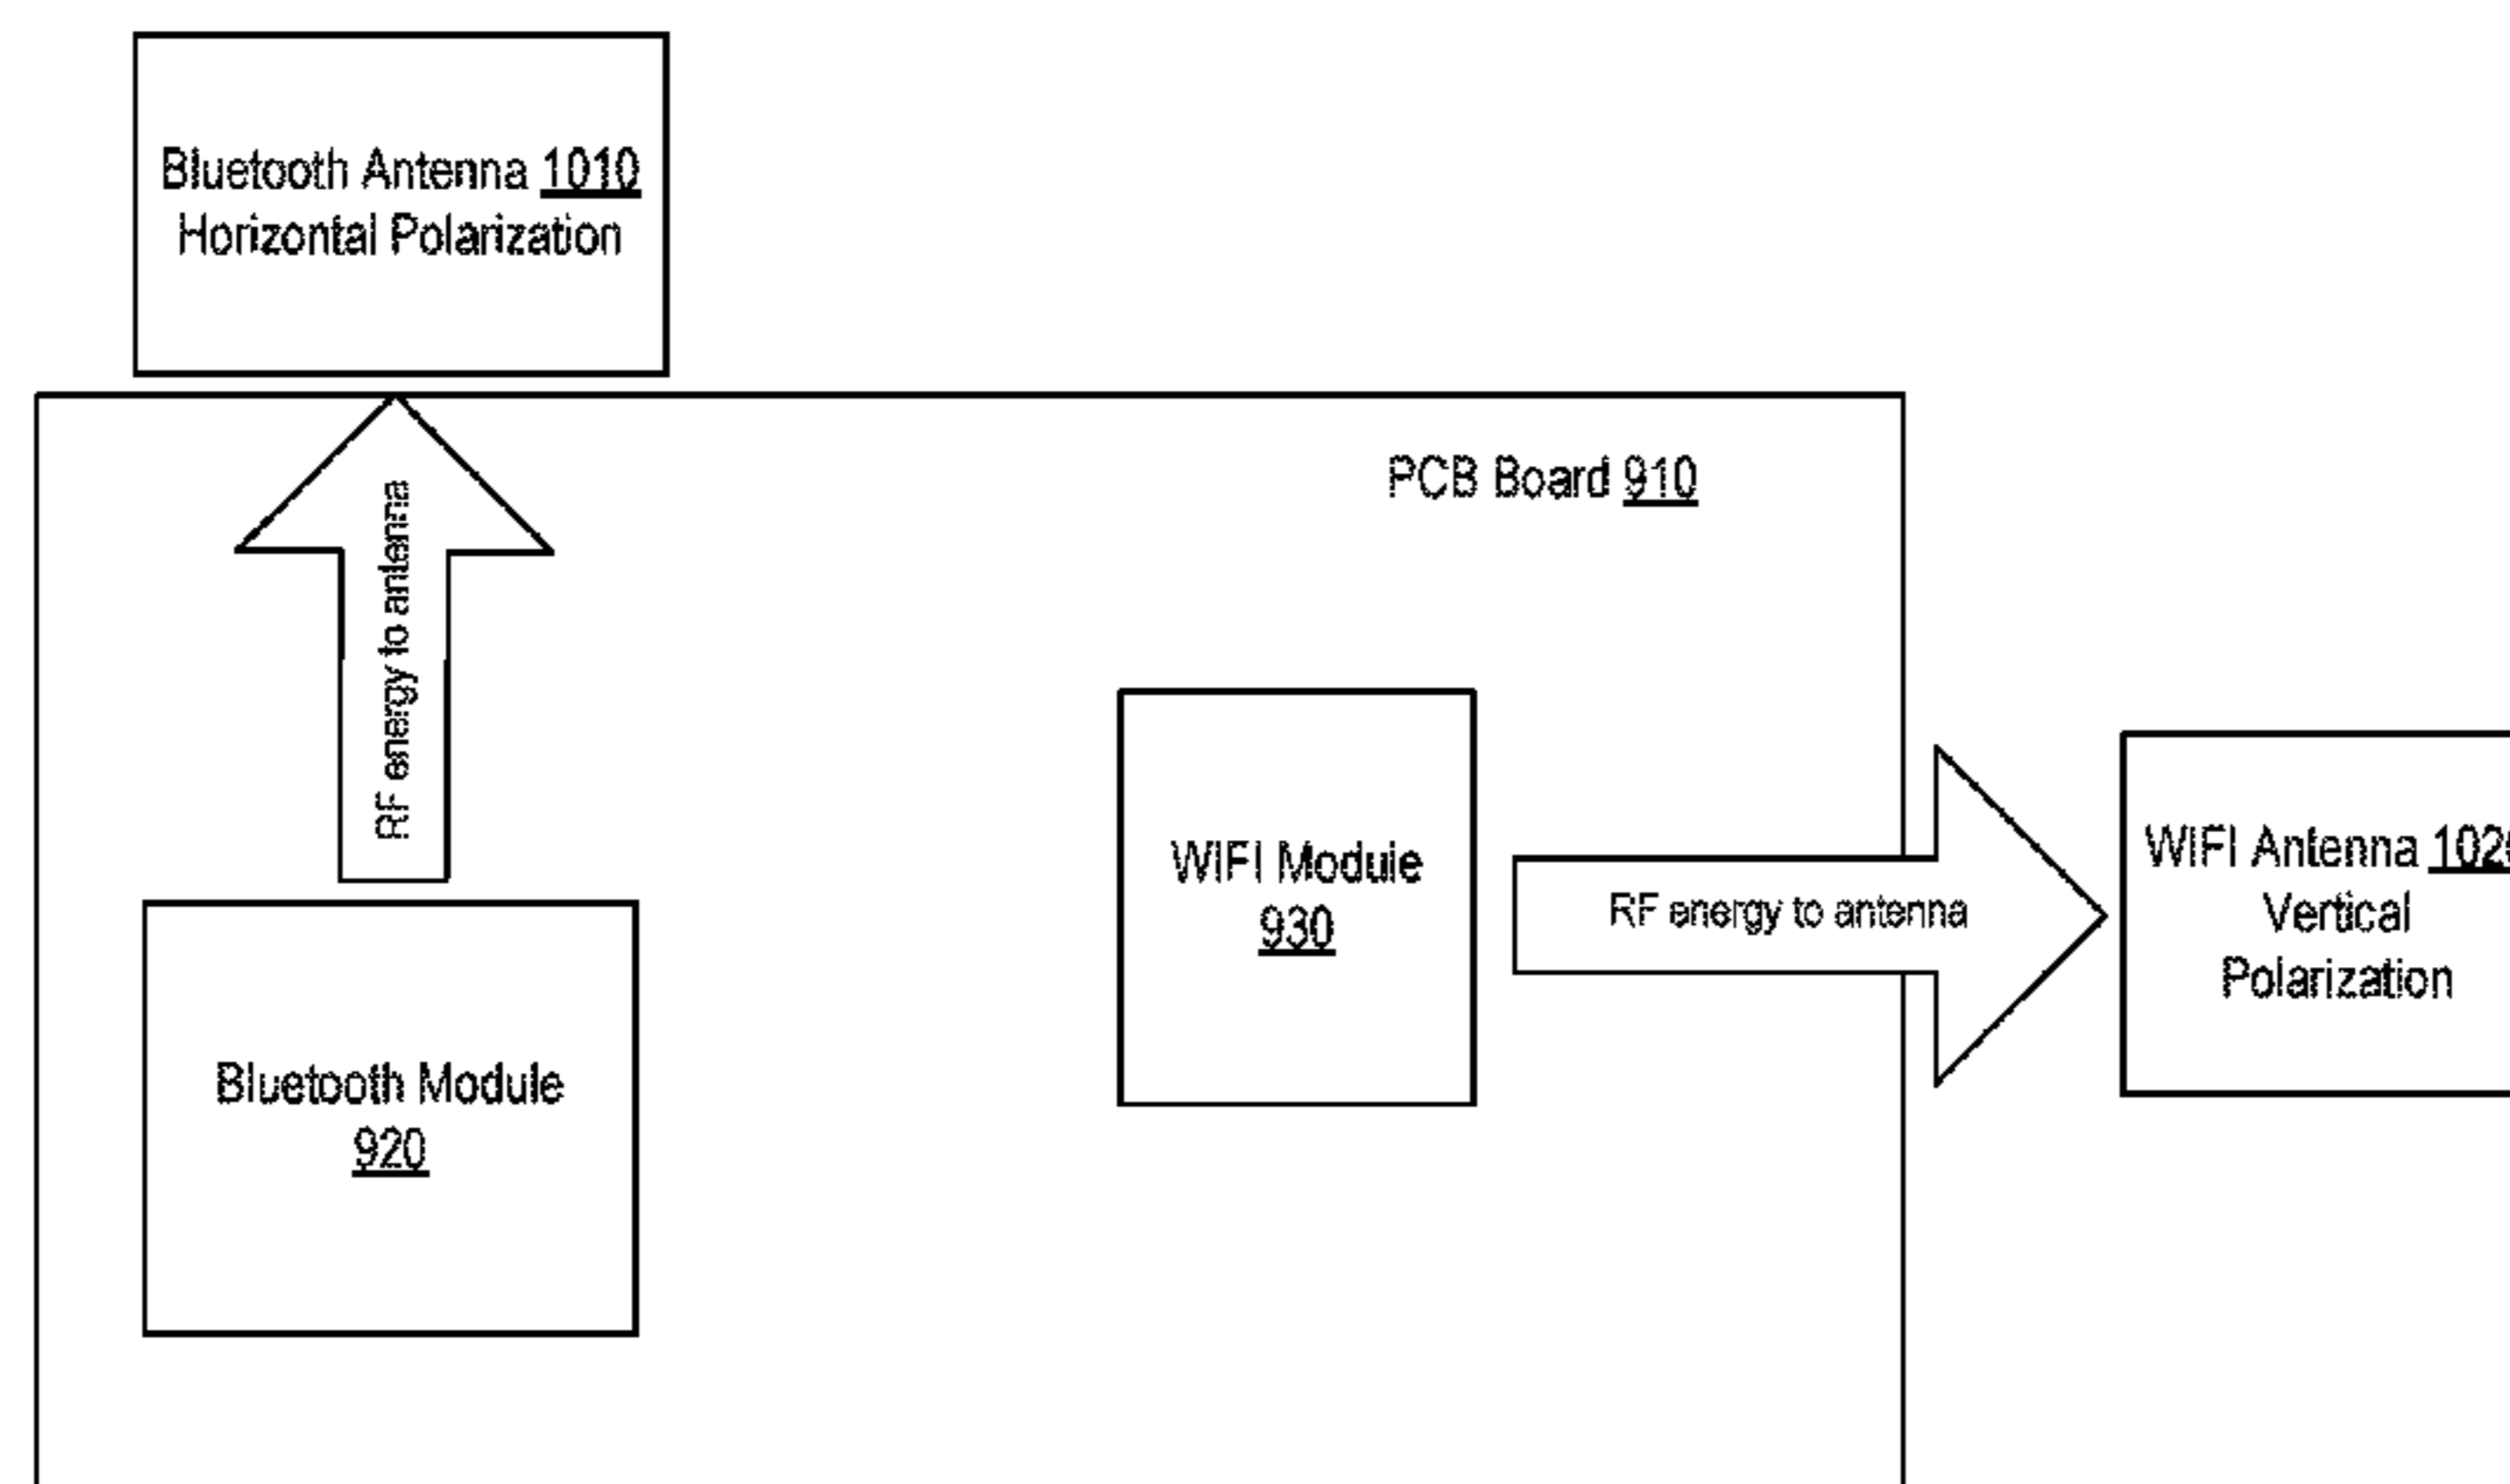 Bluetooth Antenna 1010
Horizontal Polarization
PCB Board 910
RF energy to antenna
WIFI Module
930
RF energy to antenna
WIFI Antenna 1020
Vertical
Polarization
Bluetooth Module
920